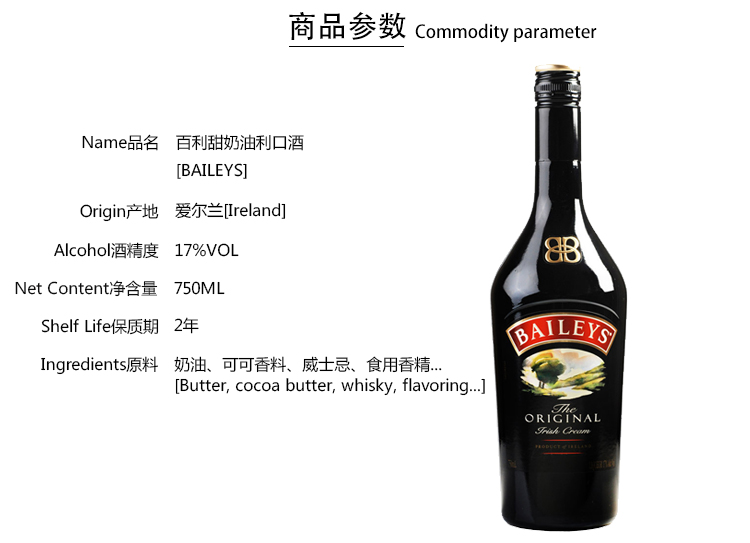 商品参数 Commodity parameter
Name品名 百利甜奶油利口酒
[BAILEYS]
Origin产地 爱尔兰[Ireland]
Alcohol酒精度 17%VOL
Net Content净含量 750ML
Shelf Life保质期 2年
Ingredients原料 奶油、可可香料、威士忌、食用香精...
[Butter, cocoa butter, whisky, flavoring...]
BAILEYS
The
ORIGINAL
Irish Cream
PRODUCT of IRELAND